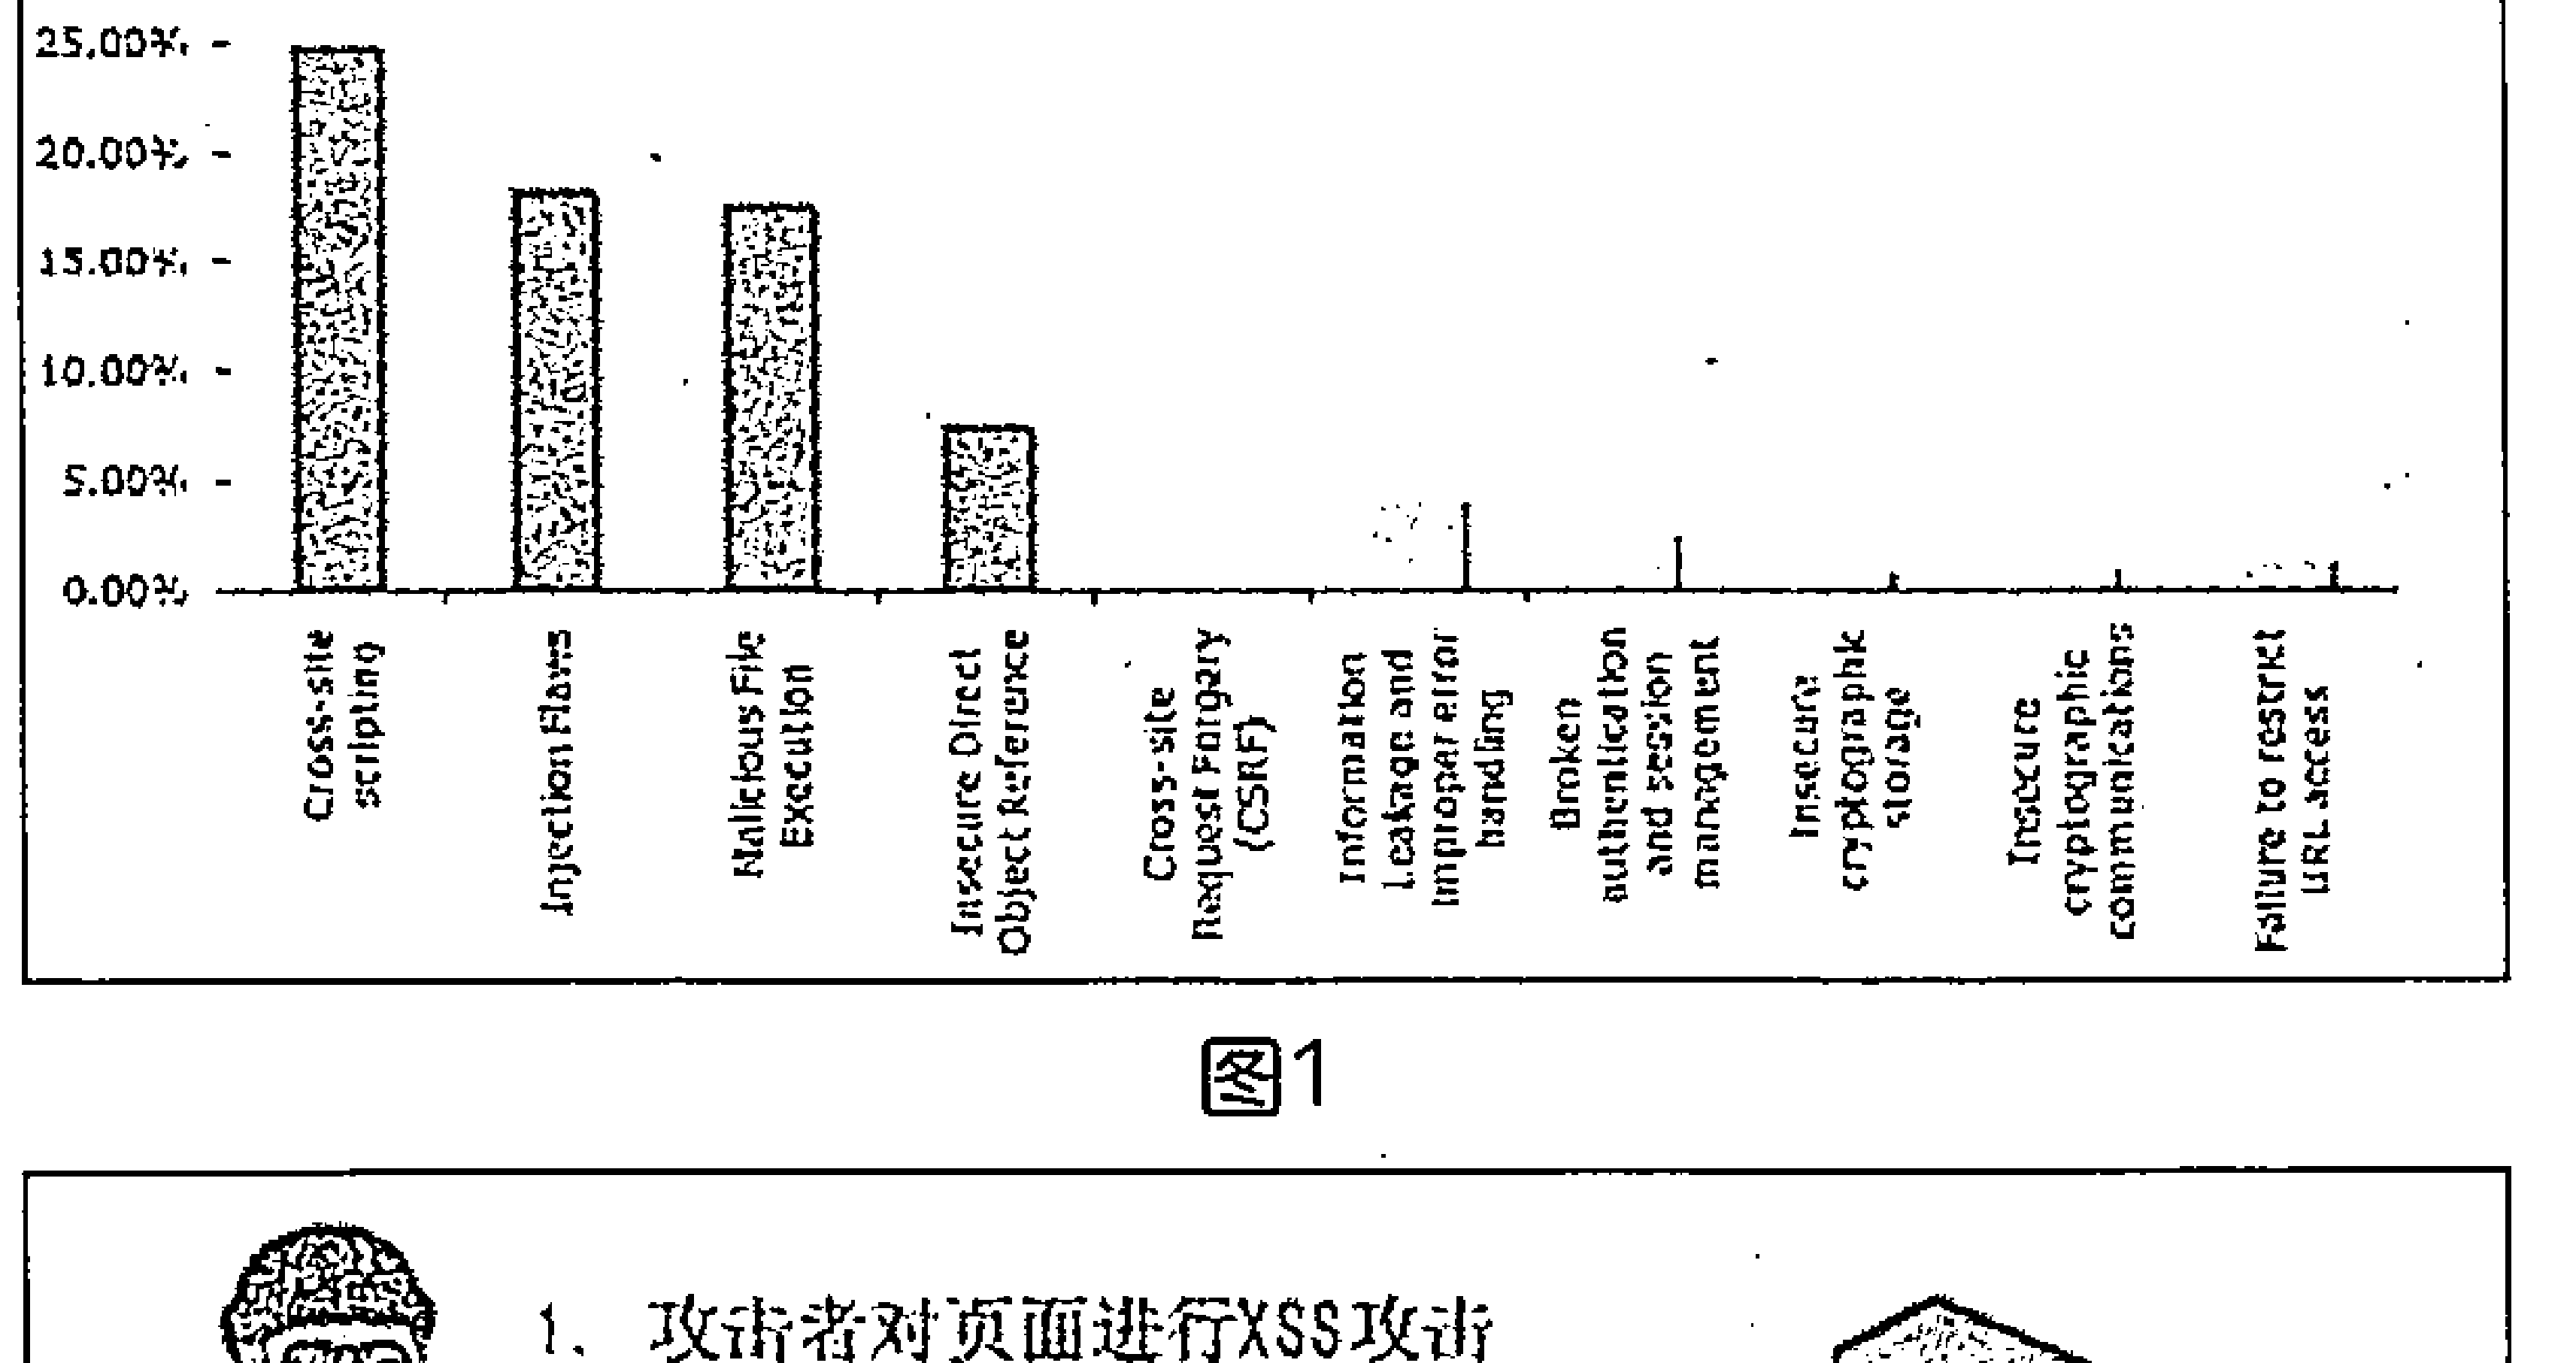 25.00%
20.00%
15.00%
10.00%
5.00%
0.00%
Cross-site
scripting
Injection Flaws
Malicious File
Execution
Insecure Direct
Object Reference
Cross-site
Request Forgery
(CSRF)
Information
Leakage and
improper error
handling
Broken
authentication
and session
management
Insecure
cryptographic
storage
Insecure
cryptographic
communications
Failure to restrict
URL access
图1
1. 攻击者对页面进行XSS攻击